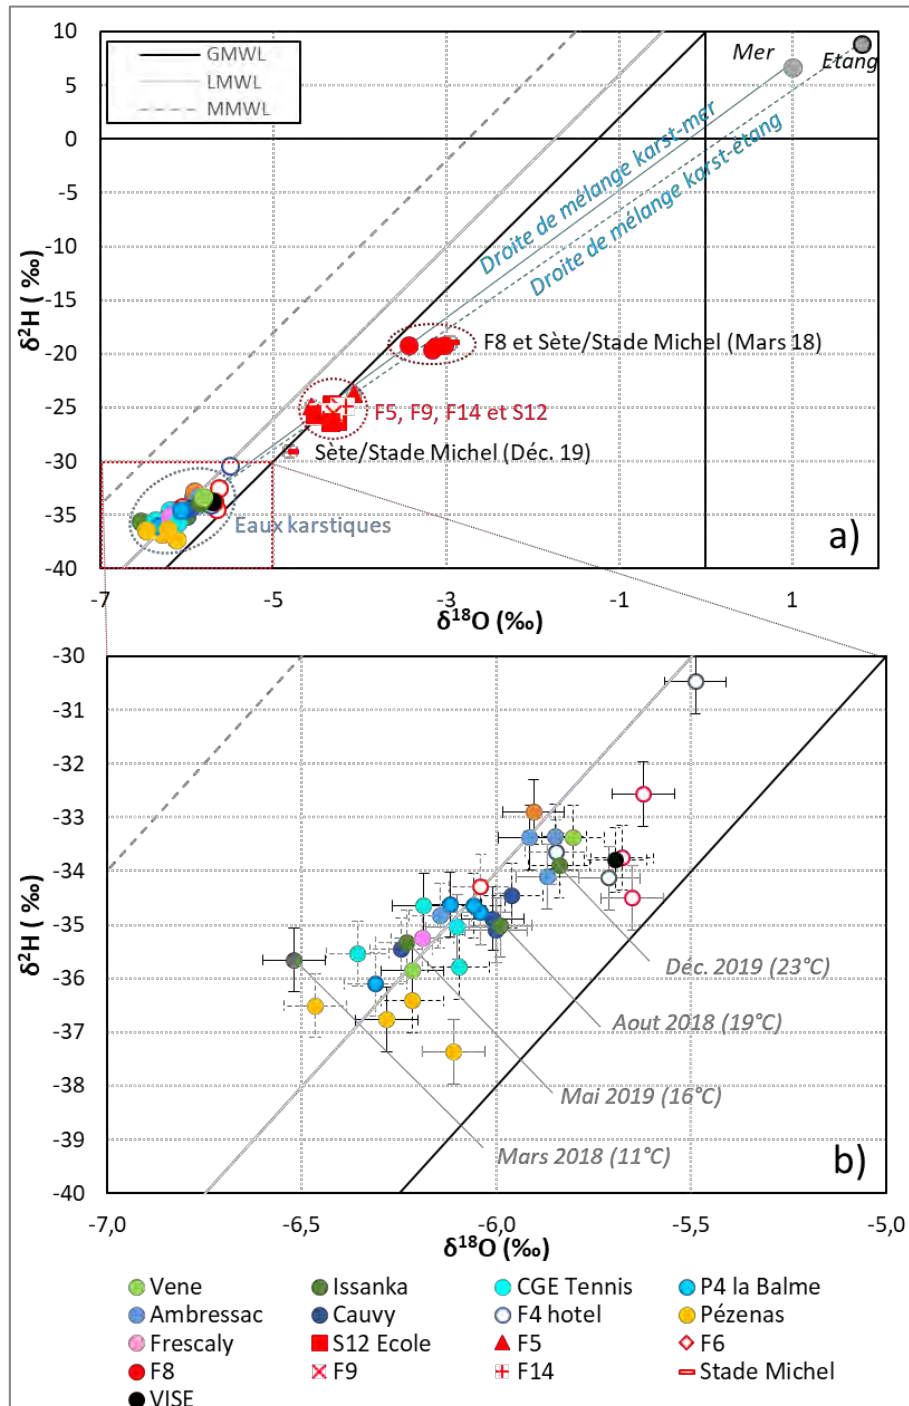 GMWL
LMWL
MMWL
Mer
Etang
Droite de mélange karst-mer
Droite de mélange karst-étang
F8 et Sète/Stade Michel (Mars 18)
F5, F9, F14 et S12
Sète/Stade Michel (Déc. 19)
Eaux karstiques
a)
10
5
0
-5
-10
-15
-20
-25
-30
-35
-40
δ²H ( ‰)
-7
-5
-3
-1
1
δ¹⁸O (‰)
-30
-31
-32
-33
-34
-35
-36
-37
-38
-39
-40
δ²H (‰)
Déc. 2019 (23°C)
Aout 2018 (19°C)
Mai 2019 (16°C)
Mars 2018 (11°C)
b)
-7,0
-6,5
-6,0
-5,5
-5,0
δ¹⁸O (‰)
Vene
Issanka
CGE Tennis
P4 la Balme
Ambressac
Cauvy
F4 hotel
Pézenas
Frescaly
S12 Ecole
F5
F6
F8
F9
F14
Stade Michel
VISE